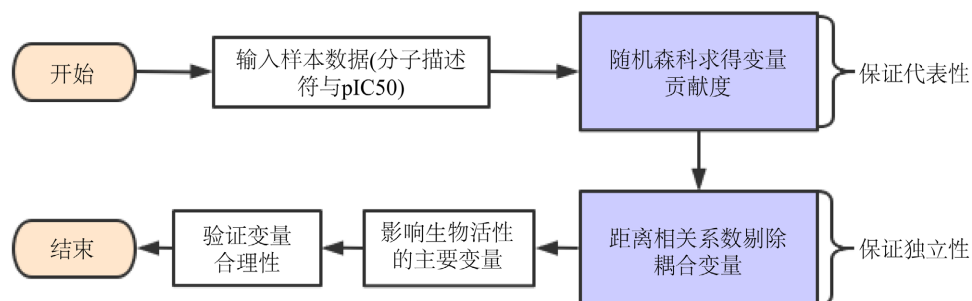 开始
输入样本数据(分子描述
符与pIC50)
随机森科求得变量
贡献度
保证代表性
结束
验证变量
合理性
影响生物活性
的主要变量
距离相关系数剔除
耦合变量
保证独立性